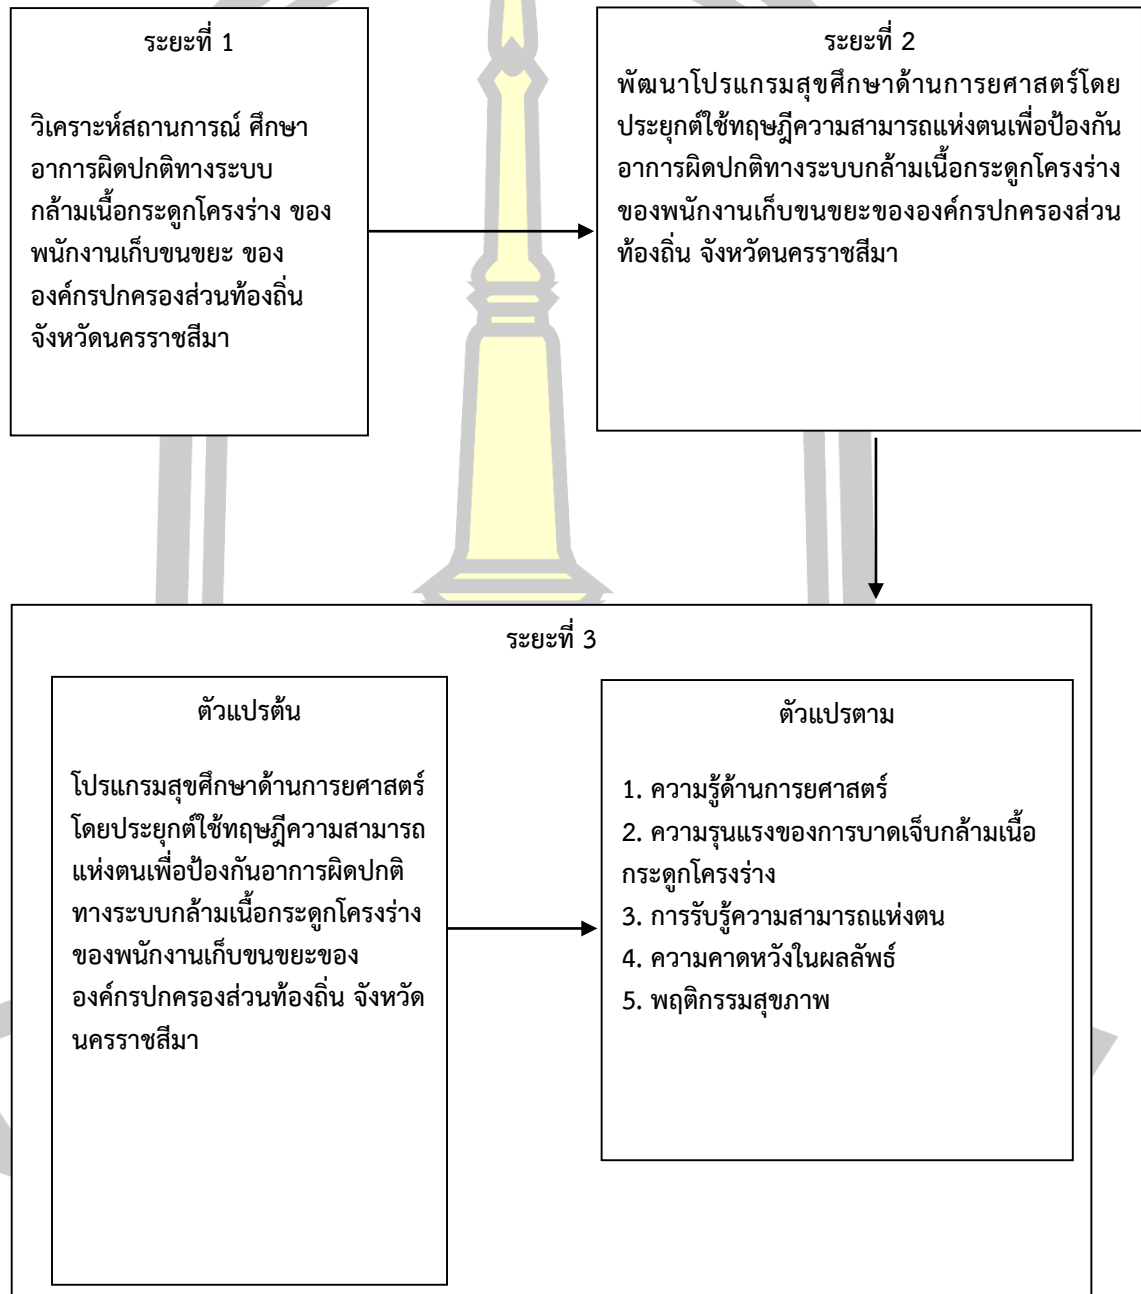 ระยะที่ 1
วิเคราะห์สถานการณ์ ศึกษา
อาการผิดปกติทางระบบ
กล้ามเนื้อกระดูกโครงร่าง ของ
พนักงานเก็บขนขยะ ของ
องค์กรปกครองส่วนท้องถิ่น
จังหวัดนครราชสีมา
ระยะที่ 2
พัฒนาโปรแกรมสุขศึกษาด้านการยศาสตร์โดย
ประยุกต์ใช้ทฤษฎีความสามารถแห่งตนเพื่อป้องกัน
อาการผิดปกติทางระบบกล้ามเนื้อกระดูกโครงร่าง
ของพนักงานเก็บขนขยะขององค์กรปกครองส่วน
ท้องถิ่น จังหวัดนครราชสีมา
ระยะที่ 3
ตัวแปรต้น
โปรแกรมสุขศึกษาด้านการยศาสตร์
โดยประยุกต์ใช้ทฤษฎีความสามารถ
แห่งตนเพื่อป้องกันอาการผิดปกติ
ทางระบบกล้ามเนื้อกระดูกโครงร่าง
ของพนักงานเก็บขนขยะของ
องค์กรปกครองส่วนท้องถิ่น จังหวัด
นครราชสีมา
ตัวแปรตาม
1. ความรู้ด้านการยศาสตร์
2. ความรุนแรงของการบาดเจ็บกล้ามเนื้อ
กระดูกโครงร่าง
3. การรับรู้ความสามารถแห่งตน
4. ความคาดหวังในผลลัพธ์
5. พฤติกรรมสุขภาพ